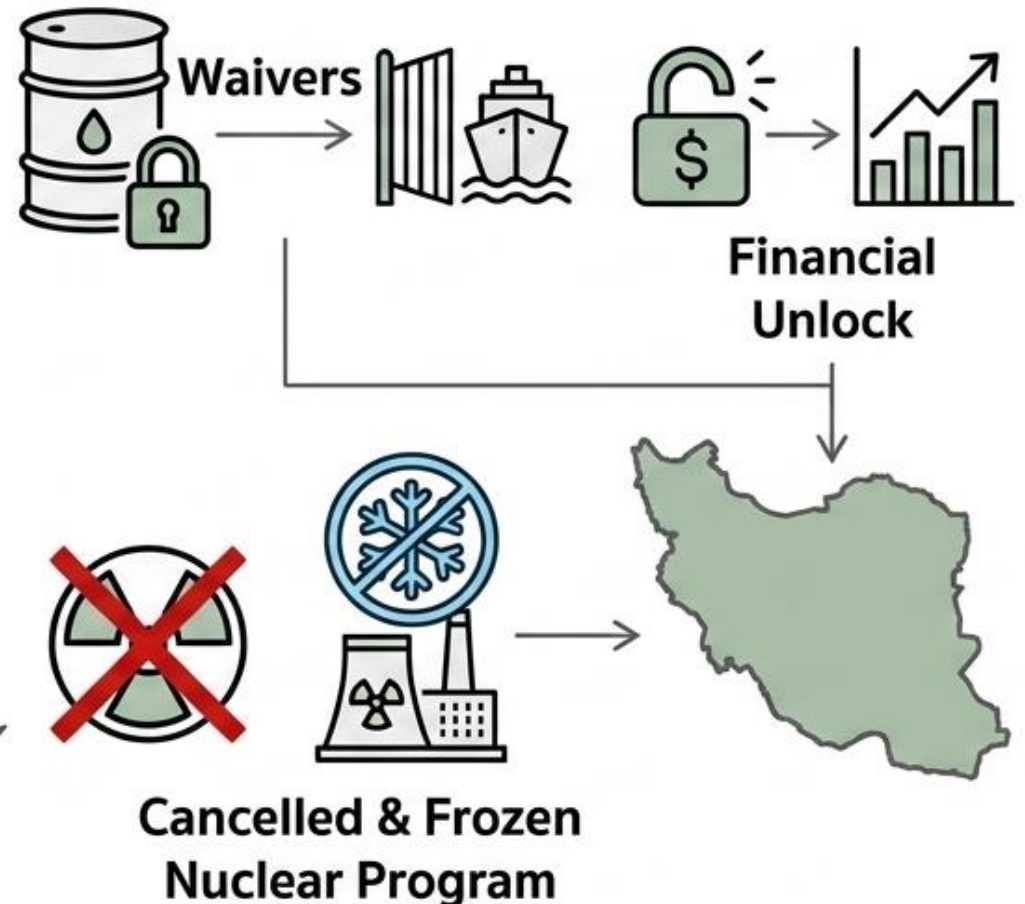 Waivers
$
Financial
Unlock
Cancelled & Frozen
Nuclear Program